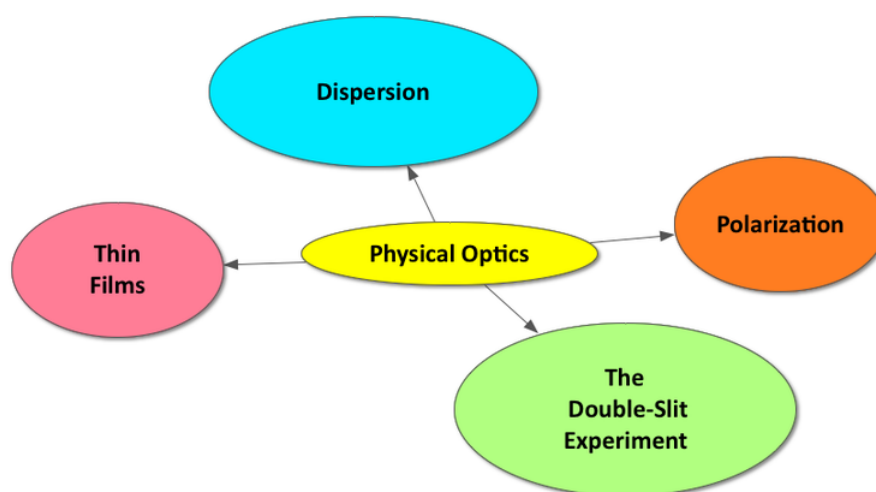 Dispersion
Polarization
Physical Optics
Thin
Films
The
Double-Slit
Experiment